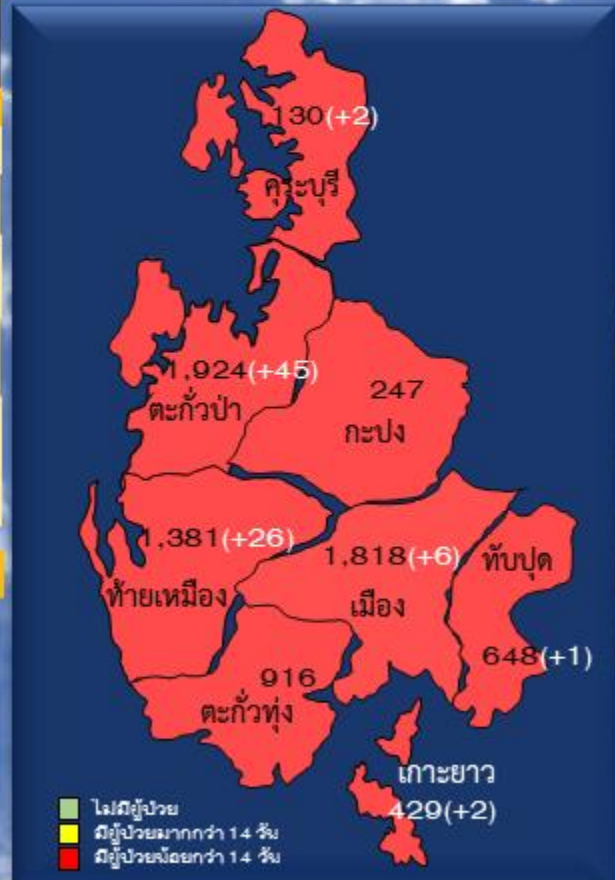 130(+2)
คุระบุรี
1,924(+45)
ตะกั่วป่า
247
กะปง
1,381(+26)
ท้ายเหมือง
1,818(+6)
เมือง
ทับปุด
648(+1)
916
ตะกั่วทุ่ง
เกาะยาว
429(+2)
ไม่มีผู้ป่วย
มีผู้ป่วยมากกว่า 14 วัน
มีผู้ป่วยน้อยกว่า 14 วัน